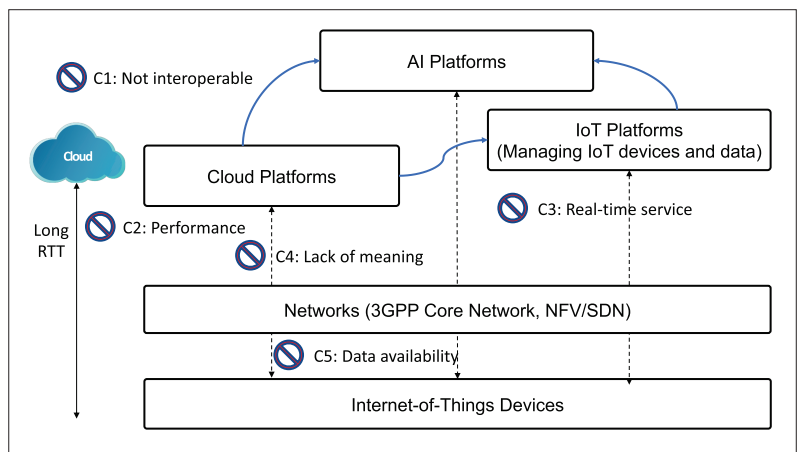 AI Platforms
C1: Not interoperable
IoT Platforms
(Managing IoT devices and data)
Cloud
Cloud Platforms
C3: Real-time service
Long
RTT
C2: Performance
C4: Lack of meaning
Networks (3GPP Core Network, NFV/SDN)
C5: Data availability
Internet-of-Things Devices